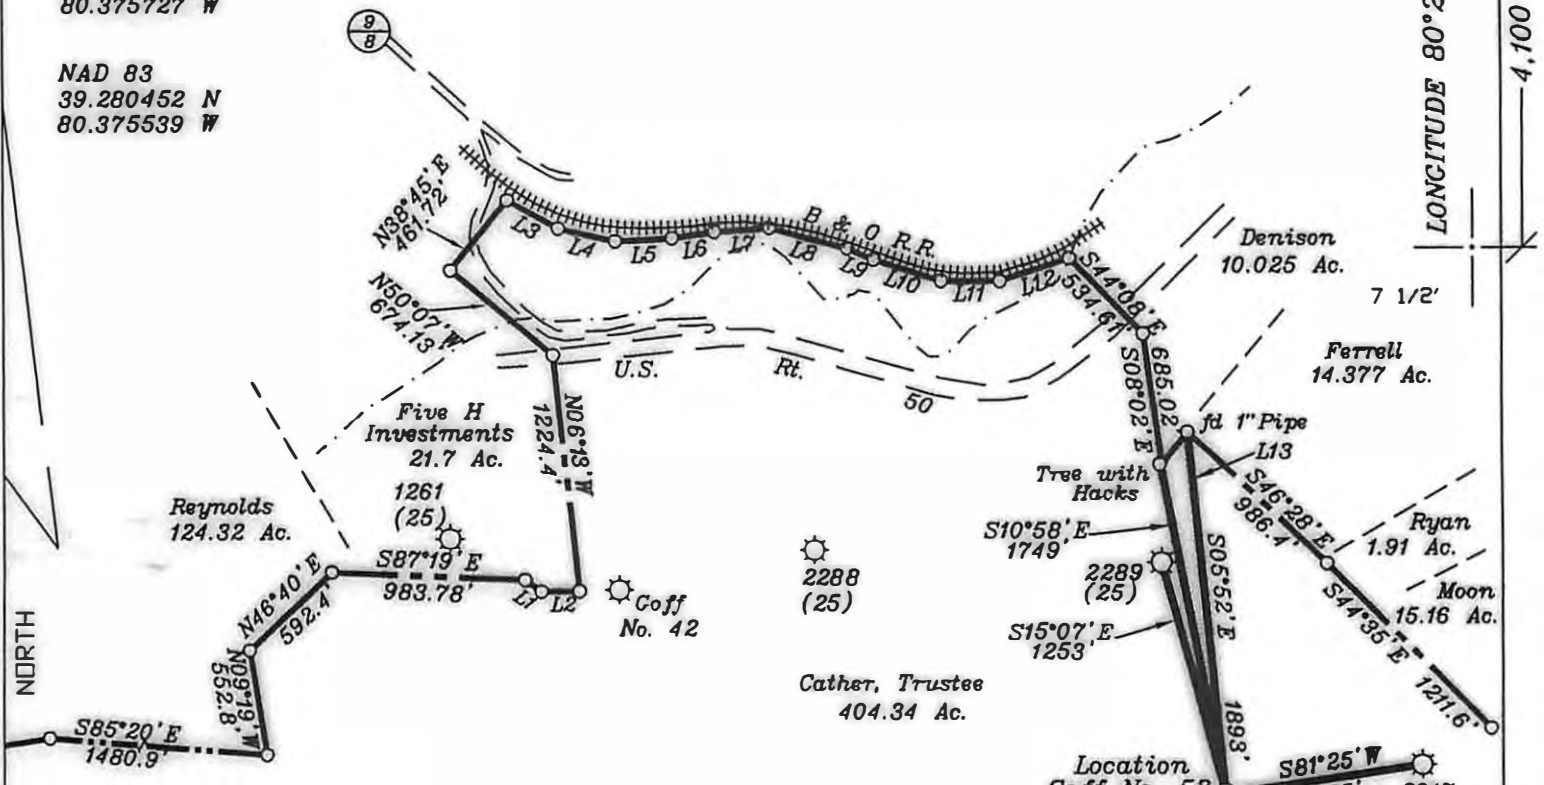 80.375727 W
NAD 83
39.280452 N
80.375539 W
9
8
LONGITUDE 80°2
4,100
7 1/2'
N38°45'E
461.72'
L3
L4
L5
L6
L7
B & O R.R.
L8
L9
L10
L11
L12
S44°08'E
534.61'
Denison
10.025 Ac.
N50°07'W
674.13'
U.S. Rt. 50
685.02'
S08°02'E
Ferrell
14.377 Ac.
fd 1" Pipe
L13
Five H
Investments
21.7 Ac.
N06°13'W
1224.4'
Tree with
Hacks
S46°28'E
986.4'
1261
(25)
Reynolds
124.32 Ac.
S10°58'E
1749'
Ryan
1.91 Ac.
S87°19'E
983.78'
L1
L2
Goff
No. 42
2288
(25)
2289
(25)
S05°52'E
1893'
Moon
15.16 Ac.
N46°40'E
592.4'
S15°07'E
1253'
S44°35'E
1211.6'
NORTH
N09°19'W
552.8'
Cather, Trustee
404.34 Ac.
S85°20'E
1480.9'
Location
S81°25'W